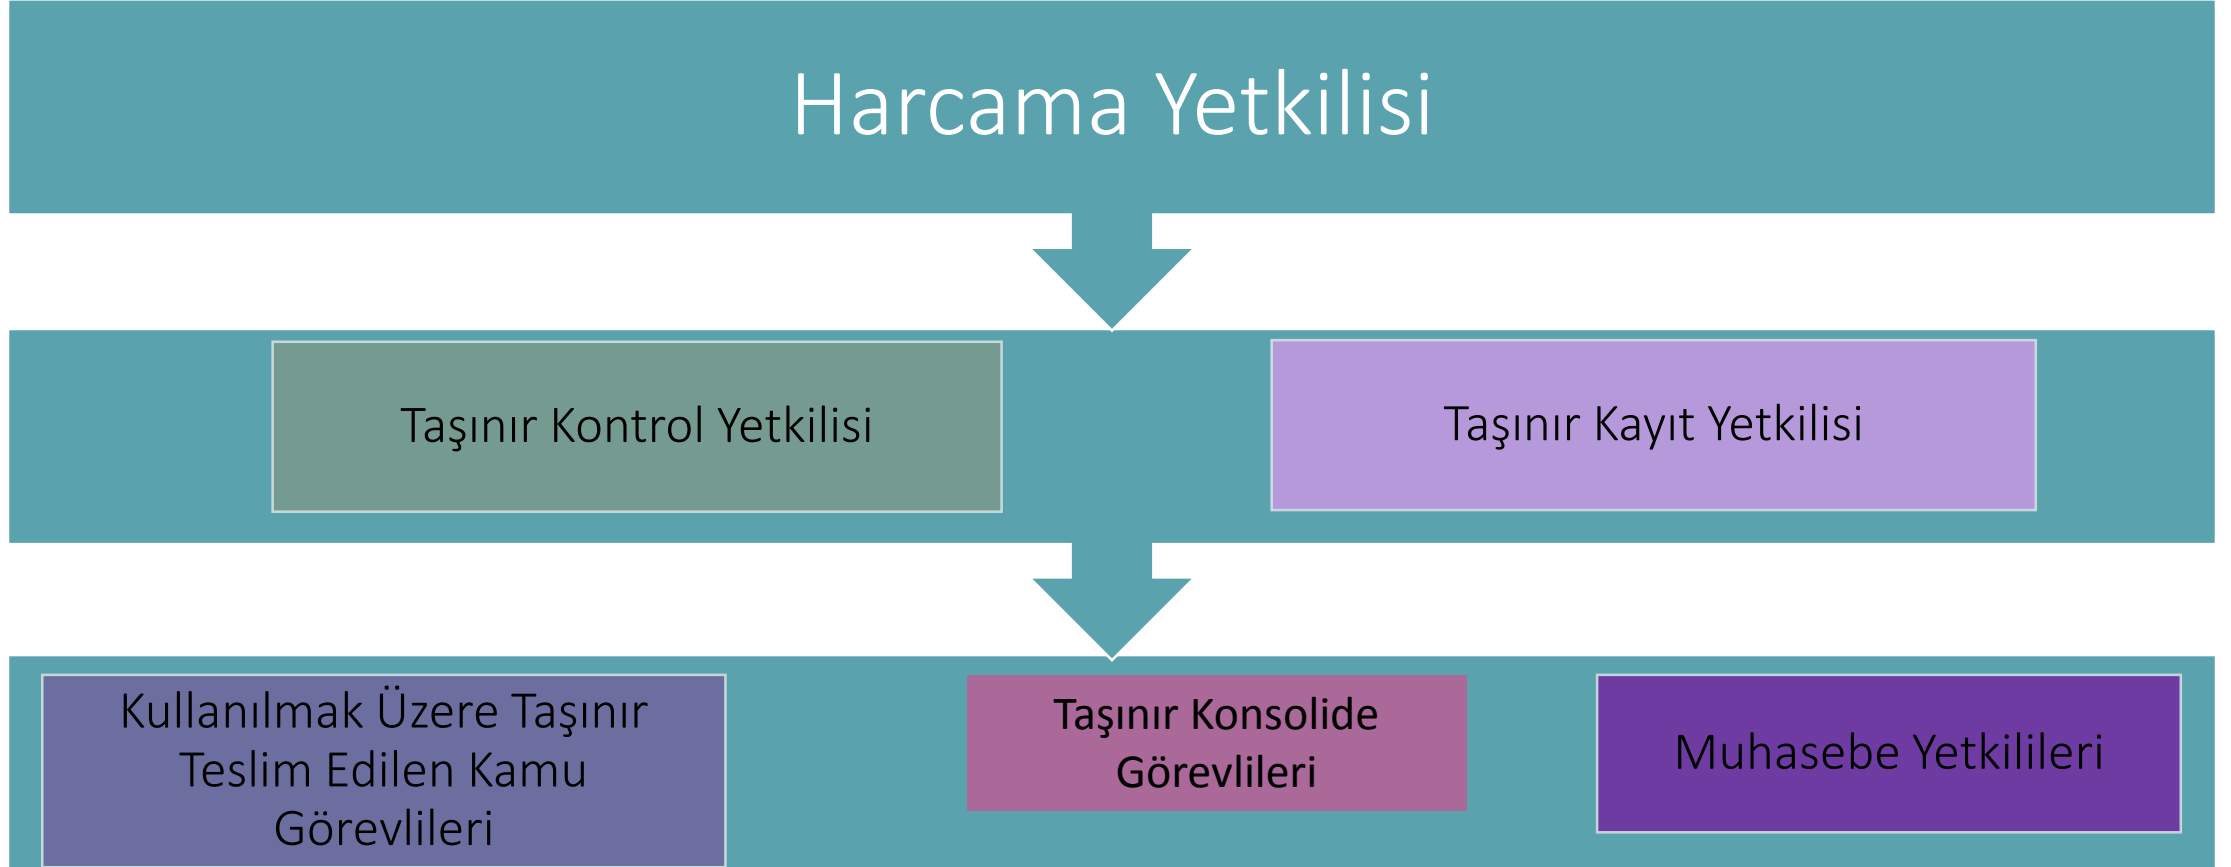 Harcama Yetkilisi
Taşınır Kontrol Yetkilisi
Taşınır Kayıt Yetkilisi
Kullanılmak Üzere Taşınır
Teslim Edilen Kamu
Görevlileri
Taşınır Konsolide
Görevlileri
Muhasebe Yetkilileri